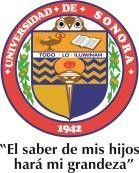 UNIVERSIDAD DE SONORA
TODO LO ILUMINAN
1942
"El saber de mis hijos
hará mi grandeza"